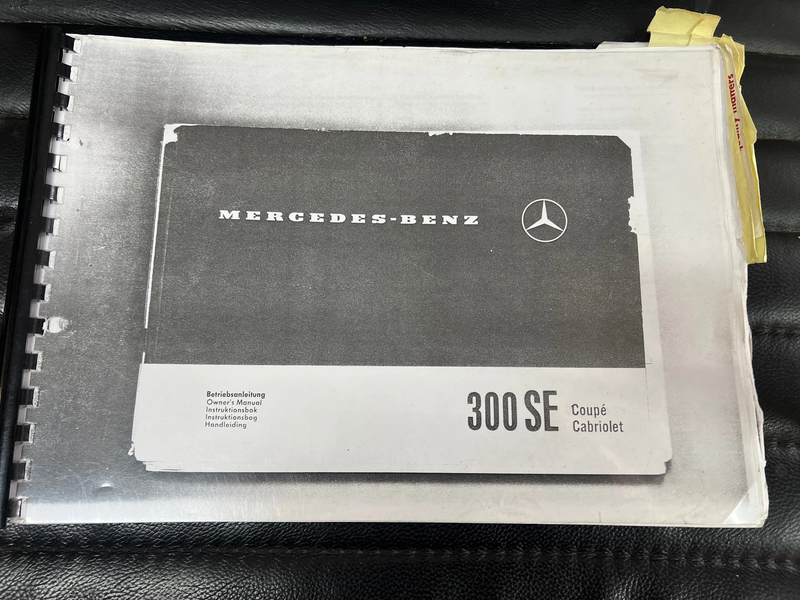 MERCEDES-BENZ
Betriebsanleitung
Owner's Manual
Instruktionsbok
Instruktionsbog
Handleiding
300 SE
Coupé
Cabriolet